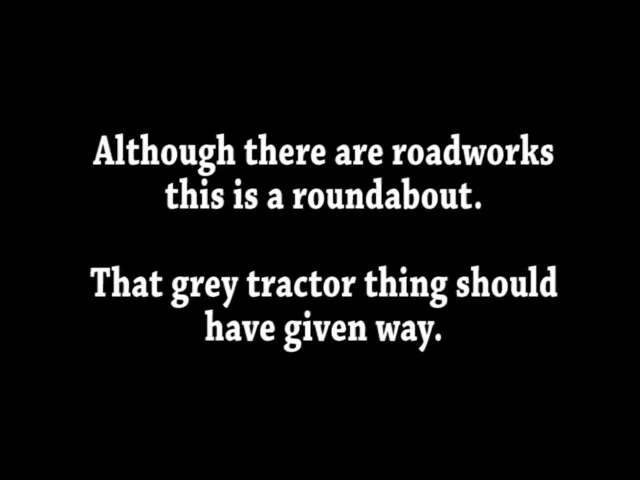 Although there are roadworks
this is a roundabout.
That grey tractor thing should
have given way.